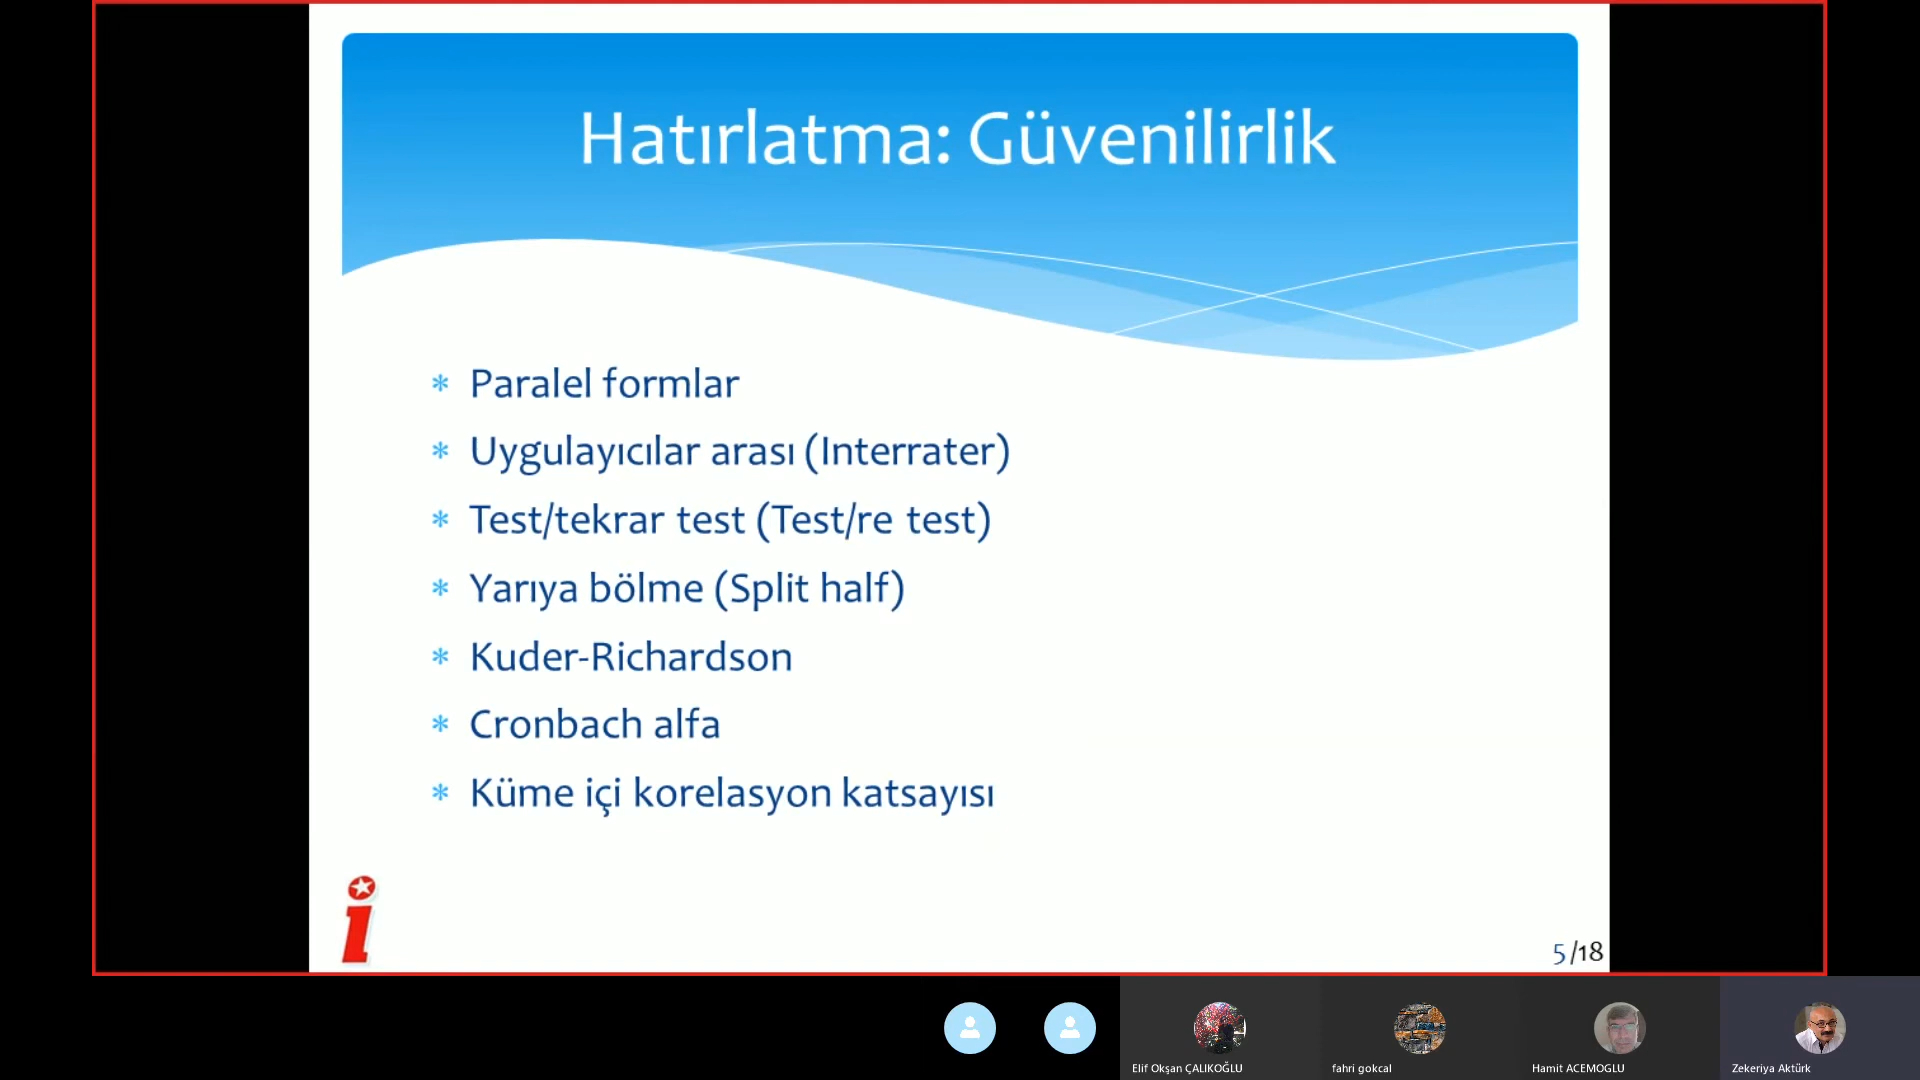 Hatırlatma: Güvenilirlik
* Paralel formlar
* Uygulayıcılar arası (Interrater)
* Test/tekrar test (Test/re test)
* Yarıya bölme (Split half)
* Kuder-Richardson
* Cronbach alfa
* Küme içi korelasyon katsayısı
i
5/18
Elif Okşan ÇALIKOĞLU
fahri gokcal
Hamit ACEMOGLU
Zekeriya Aktürk